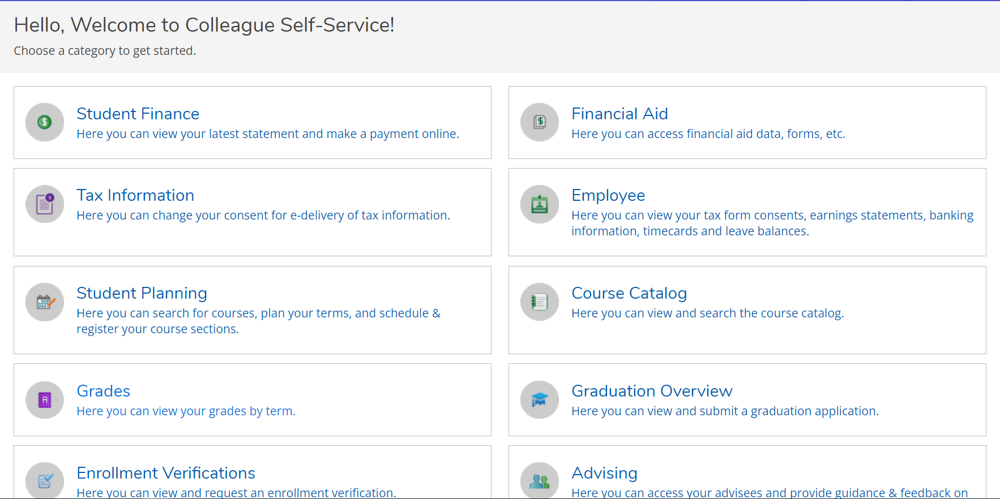 Hello, Welcome to Colleague Self-Service!
Choose a category to get started.
Student Finance
Here you can view your latest statement and make a payment online.
Financial Aid
Here you can access financial aid data, forms, etc.
Tax Information
Here you can change your consent for e-delivery of tax information.
Employee
Here you can view your tax form consents, earnings statements, banking
information, timecards and leave balances.
Student Planning
Here you can search for courses, plan your terms, and schedule &
register your course sections.
Course Catalog
Here you can view and search the course catalog.
A
Grades
Here you can view your grades by term.
Graduation Overview
Here you can view and submit a graduation application.
Enrollment Verifications
Here you can view and request an enrollment verification.
Advising
Here you can access your advisees and provide guidance & feedback on